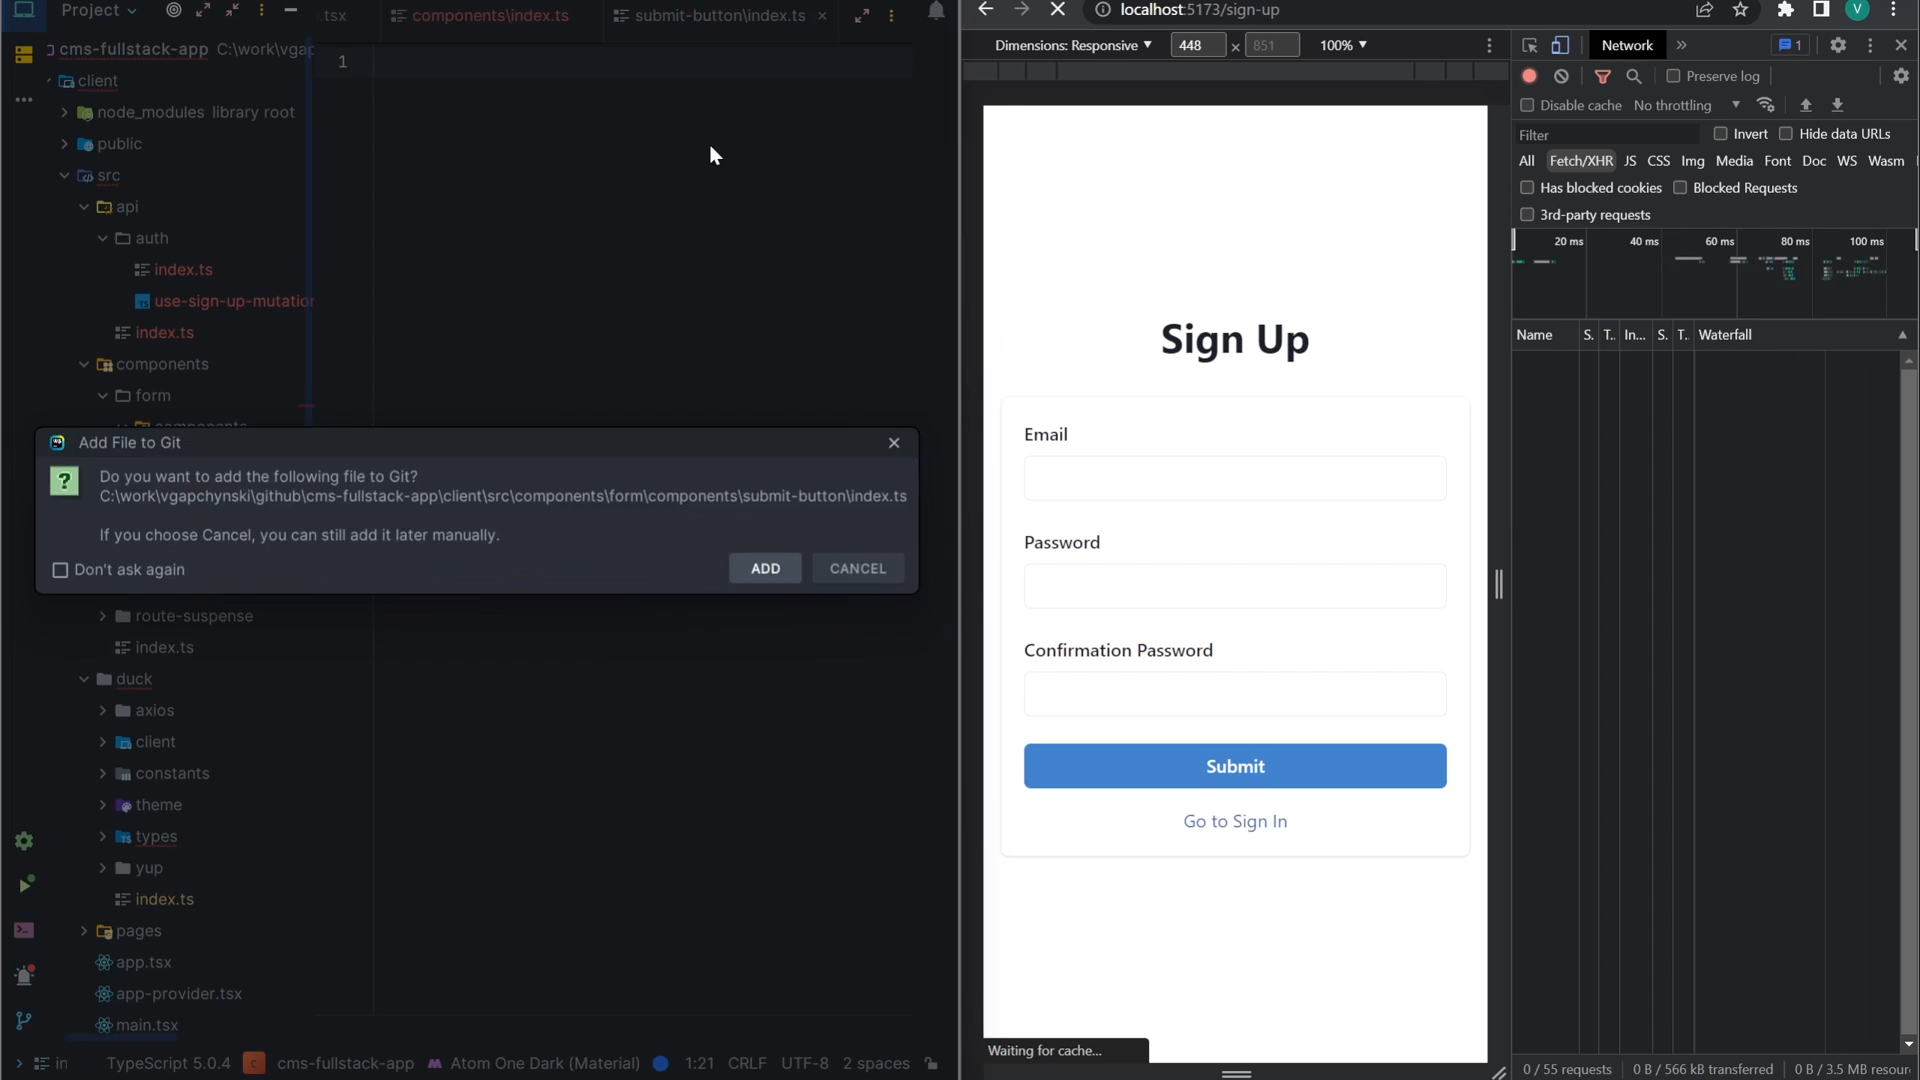 Project
.tsx
components\index.ts
submit-button\index.ts
cms-fullstack-app C:\work\vgap
1
client
node_modules library root
public
src
api
auth
index.ts
use-sign-up-mutation
index.ts
components
form
components
Add File to Git
?
Do you want to add the following file to Git?
C:\work\vgapchynski\github\cms-fullstack-app\client\src\components\form\components\submit-button\index.ts
If you choose Cancel, you can still add it later manually.
Don't ask again
ADD
CANCEL
route-suspense
index.ts
duck
axios
client
constants
theme
types
yup
index.ts
pages
app.tsx
app-provider.tsx
main.tsx
in
TypeScript 5.0.4
cms-fullstack-app
Atom One Dark (Material)
1:21
CRLF
UTF-8
2 spaces
localhost:5173/sign-up
V
Dimensions: Responsive
448
×
851
100%
Sign Up
Email
Password
Confirmation Password
Submit
Go to Sign In
Waiting for cache...
Network
1
Preserve log
Disable cache
No throttling
Filter
Invert
Hide data URLs
All Fetch/XHR JS CSS Img Media Font Doc WS Wasm
Has blocked cookies
Blocked Requests
3rd-party requests
20 ms 40 ms 60 ms 80 ms 100 ms
Name S. T.. In... S. T.. Waterfall
0 / 55 requests
0 B / 566 kB transferred
0 B / 3.5 MB resour